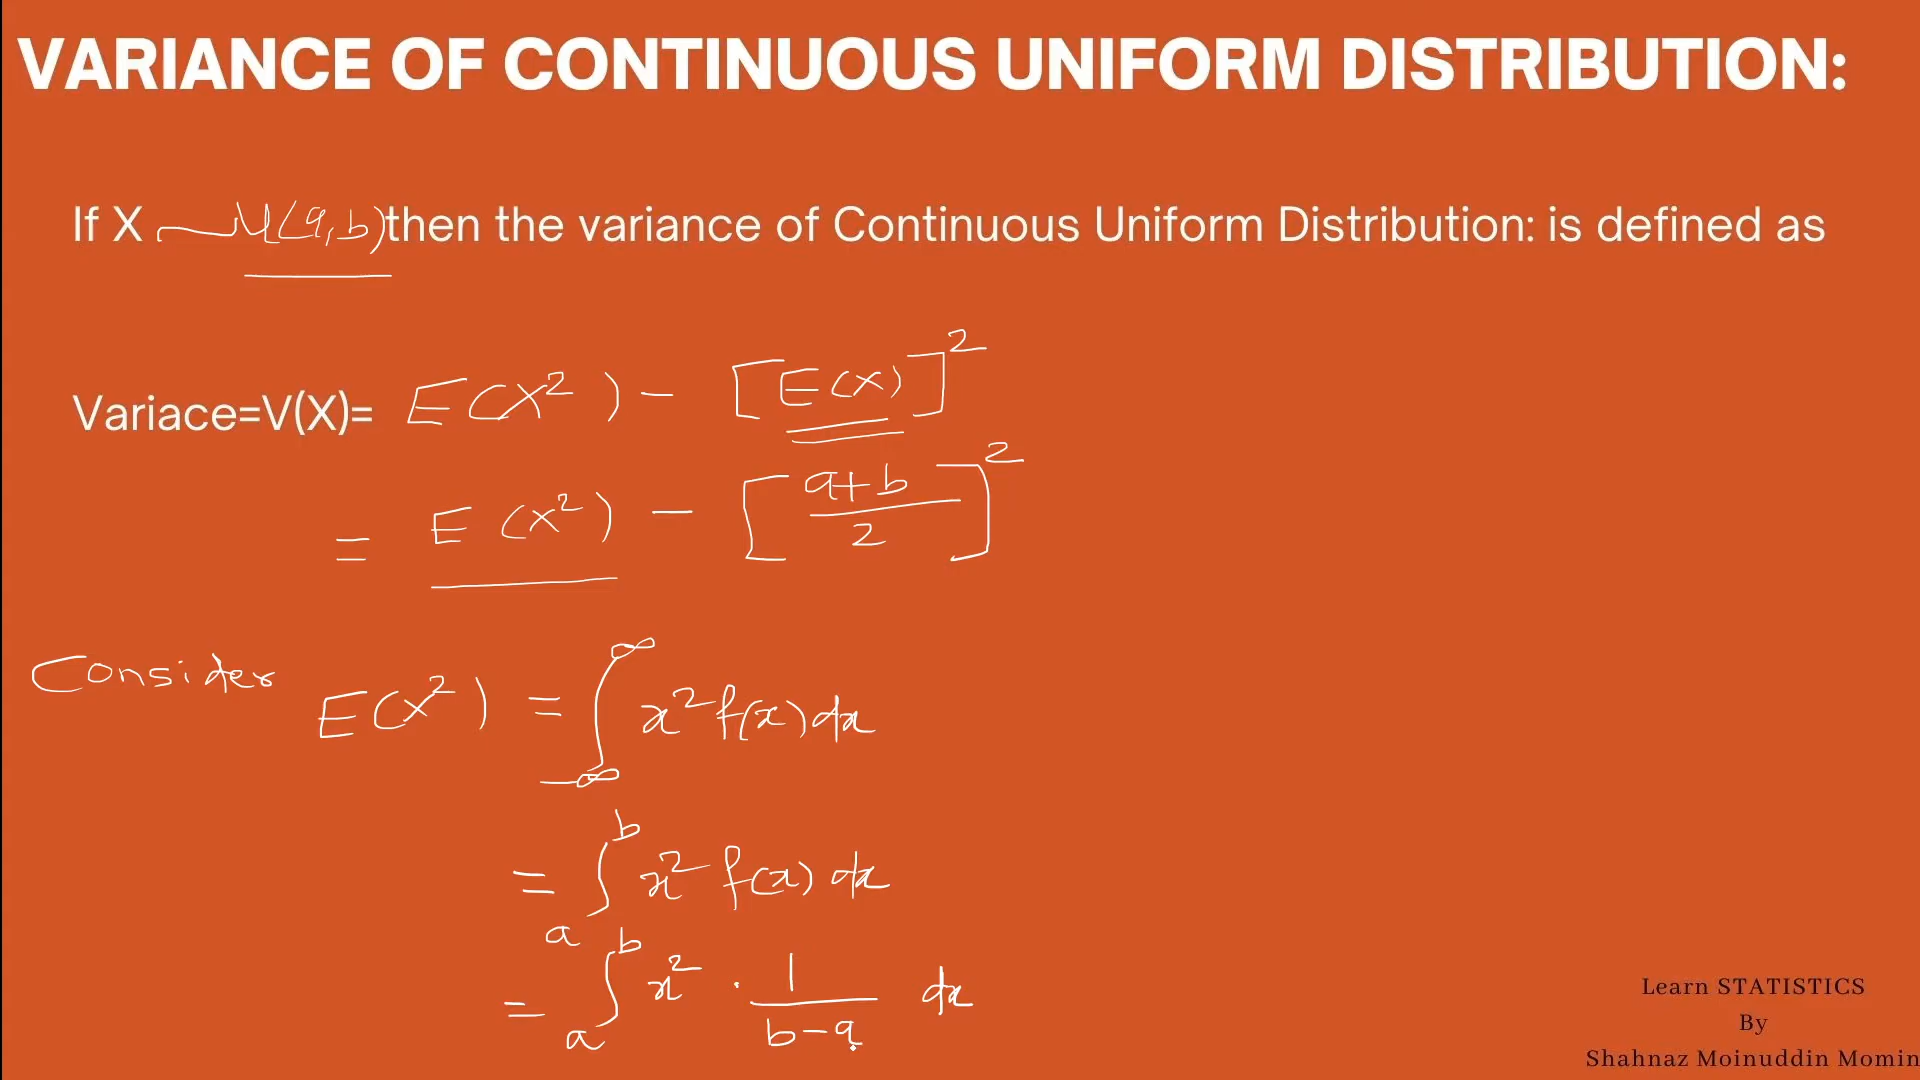 VARIANCE OF CONTINUOUS UNIFORM DISTRIBUTION:
If X ~ U(a,b) then the variance of Continuous Uniform Distribution: is defined as
Variace=V(X)= E(X²) - [E(X)]²
= E(X²) - [a+b/2]²
Consider
E(X²) = ∫_{-∞}^{∞} x² f(x) dx
= ∫_a^b x² f(x) dx
= ∫_a^b x² · 1/(b-a) dx
Learn STATISTICS
By
Shahnaz Moinuddin Momin